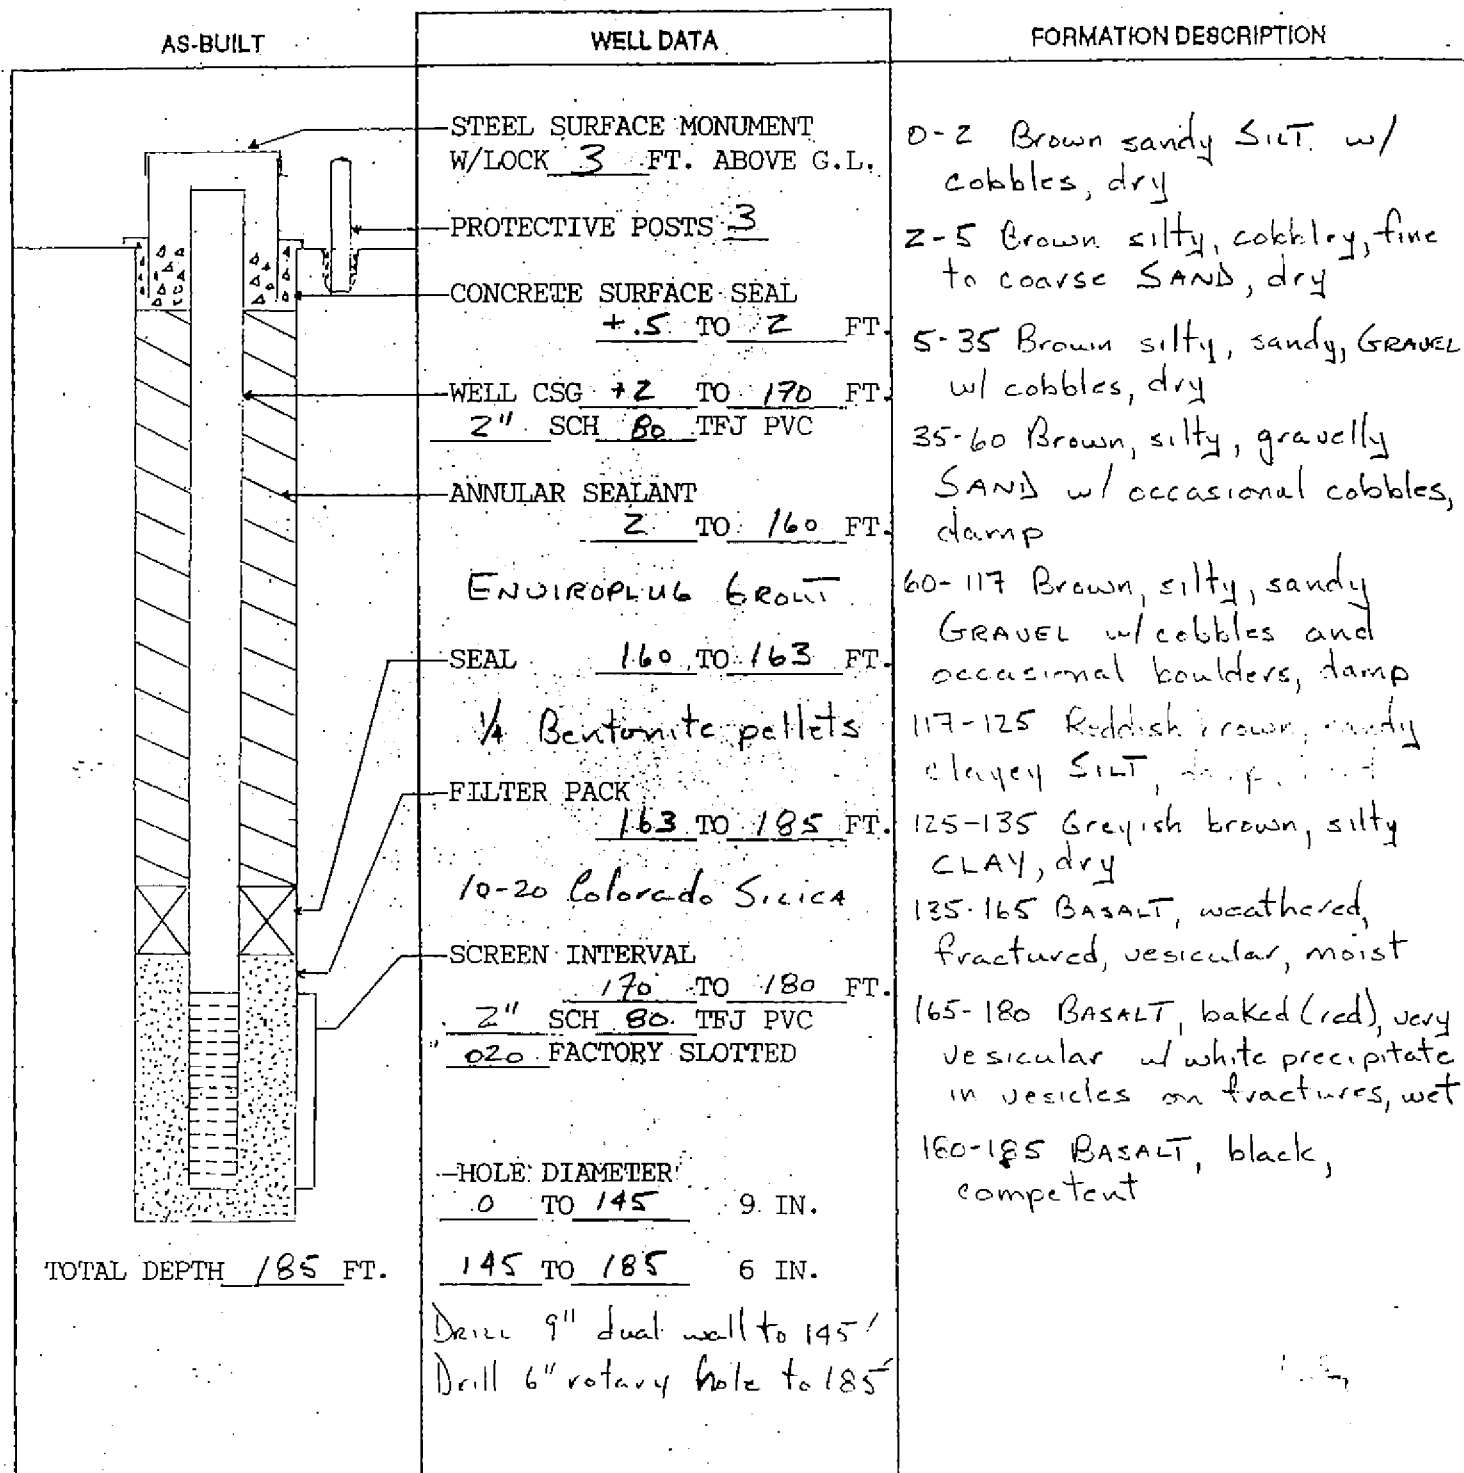 AS-BUILT
WELL DATA
FORMATION DESCRIPTION
STEEL SURFACE MONUMENT
W/LOCK 3 FT. ABOVE G.L.
PROTECTIVE POSTS 3
CONCRETE SURFACE SEAL
+.5 TO 2 FT.
WELL CSG +2 TO 170 FT.
2" SCH 80 TFJ PVC
ANNULAR SEALANT
2 TO 160 FT.
ENVIROPLUG GROUT
SEAL 160 TO 163 FT.
1/4 Bentonite pellets
FILTER PACK
163 TO 185 FT.
10-20 Colorado SILICA
SCREEN INTERVAL
170 TO 180 FT.
2" SCH 80 TFJ PVC
020 FACTORY SLOTTED
HOLE DIAMETER
0 TO 145 9 IN.
145 TO 185 6 IN.
DRILL 9" dual wall to 145'
Drill 6" rotary hole to 185'
TOTAL DEPTH 185 FT.
0-2 Brown sandy SILT w/
cobbles, dry
2-5 Brown silty, cobbley, fine
to coarse SAND, dry
5-35 Brown silty, sandy, GRAVEL
w/ cobbles, dry
35-60 Brown, silty, gravelly
SAND w/ occasional cobbles,
damp
60-117 Brown, silty, sandy
GRAVEL w/ cobbles and
occasional boulders, damp
117-125 Reddish brown, sandy
clayey SILT,
125-135 Greyish brown, silty
CLAY, dry
135-165 BASALT, weathered,
fractured, vesicular, moist
165-180 BASALT, baked (red), very
vesicular w/ white precipitate
in vesicles on fractures, wet
180-185 BASALT, black,
competent